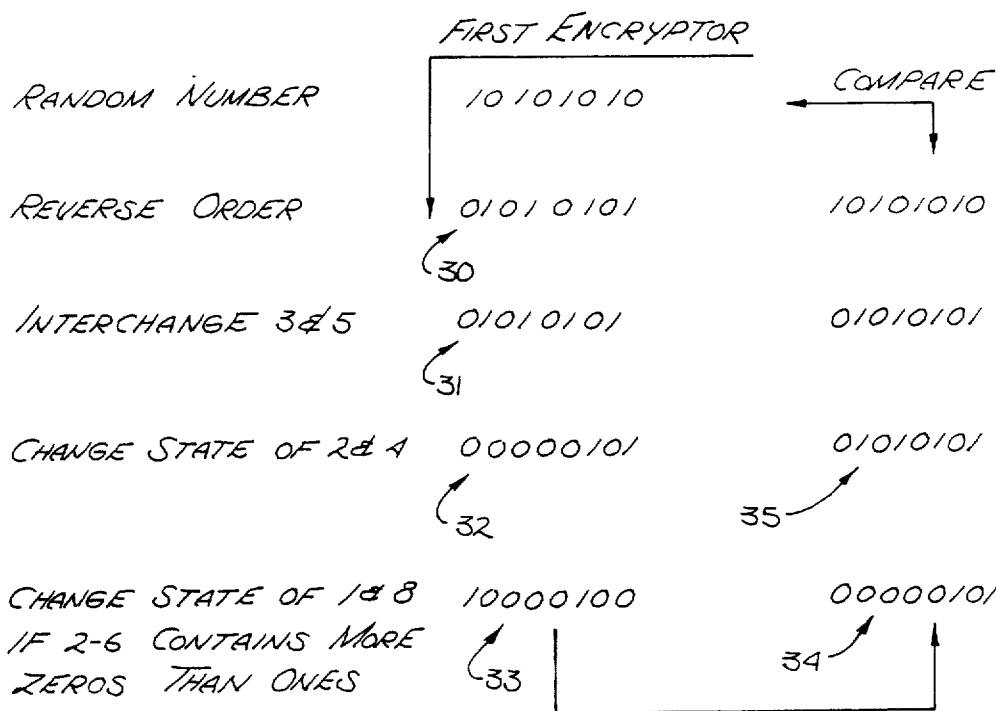 FIRST ENCRYPTOR
RANDOM NUMBER 10101010 COMPARE
REVERSE ORDER 01010101 10101010
30
INTERCHANGE 3&5 01010101 01010101
31
CHANGE STATE OF 2&4 00000101 01010101
32 35
CHANGE STATE OF 1&8 10000100 00000101
IF 2-6 CONTAINS MORE
33 34
ZEROS THAN ONES